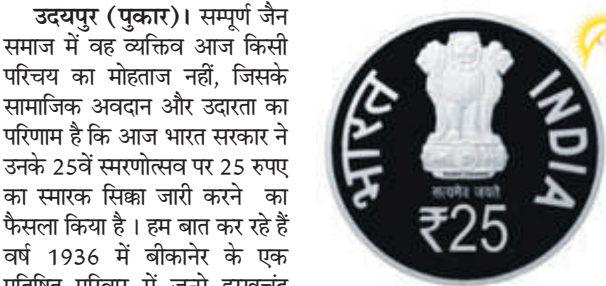 उदयपुर (पुकार)। सम्पूर्ण जैन
समाज में वह व्यक्तिव आज किसी
परिचय का मोहताज नहीं, जिसके
सामाजिक अवदान और उदारता का
परिणाम है कि आज भारत सरकार ने
उनके 25वें स्मरणोत्सव पर 25 रुपए
का स्मारक सिक्का जारी करने का
फैसला किया है । हम बात कर रहे हैं
वर्ष 1936 में बीकानेर के एक
में
भारत
INDIA
सत्यमेव जयते
₹25